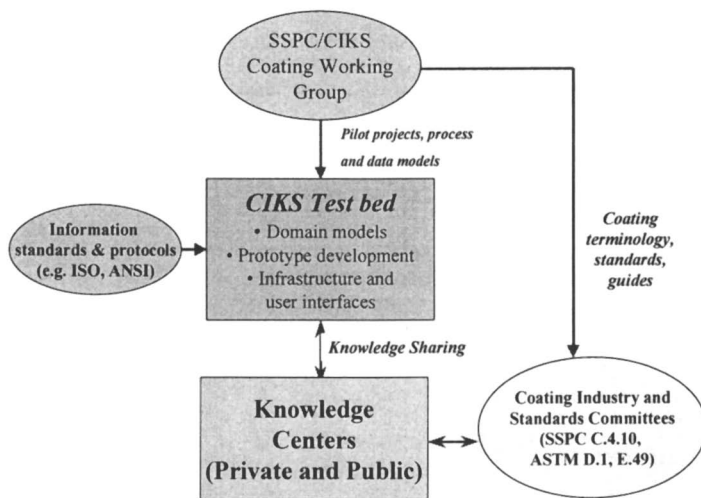 SSPC/CIKS
Coating Working
Group
Pilot projects, process
and data models
CIKS Test bed
• Domain models
• Prototype development
• Infrastructure and
user interfaces
Information
standards & protocols
(e.g. ISO, ANSI)
Coating
terminology,
standards,
guides
Knowledge Sharing
Knowledge
Centers
(Private and Public)
Coating Industry and
Standards Committees
(SSPC C.4.10,
ASTM D.1, E.49)